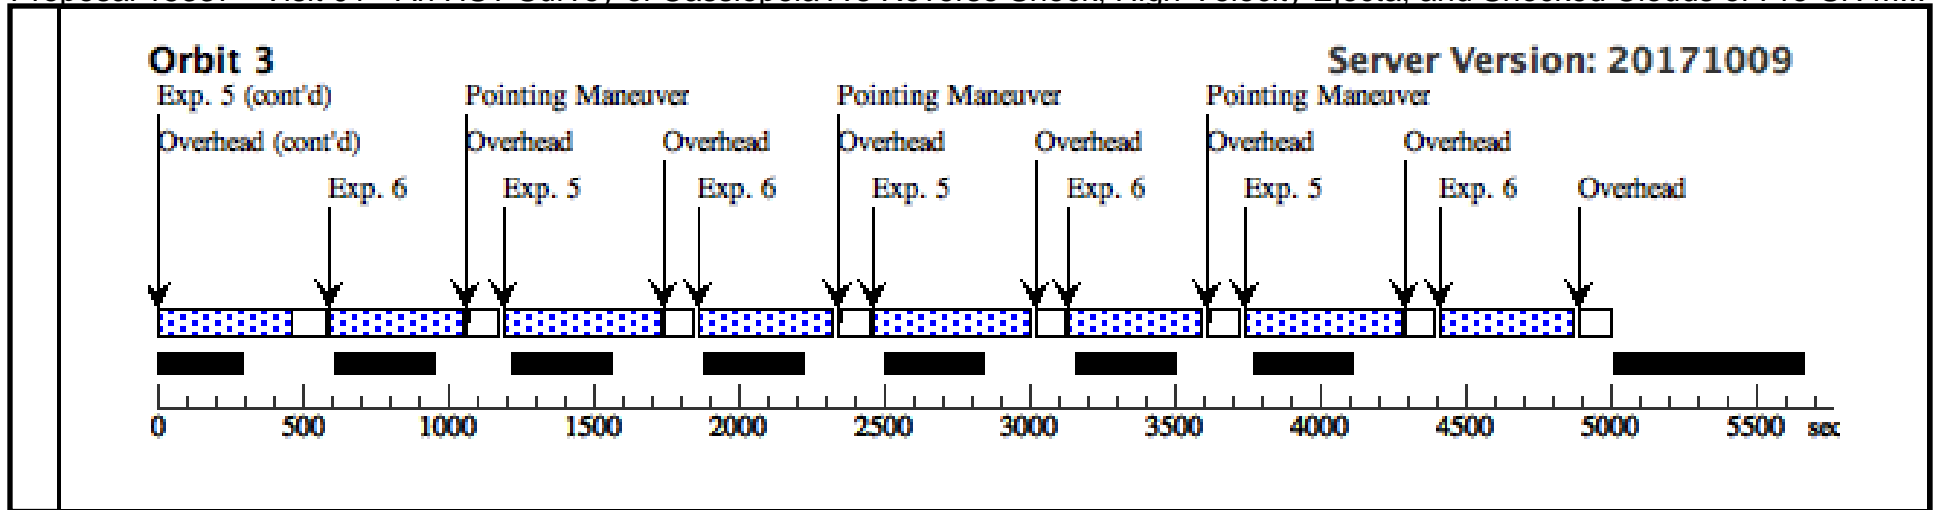 Orbit 3 Server Version: 20171009
Exp. 5 (cont'd) Pointing Maneuver Pointing Maneuver Pointing Maneuver
Overhead (cont'd) Overhead Overhead Overhead Overhead Overhead Overhead
Exp. 6 Exp. 5 Exp. 6 Exp. 5 Exp. 6 Exp. 5 Exp. 6 Overhead
0 500 1000 1500 2000 2500 3000 3500 4000 4500 5000 5500 sec